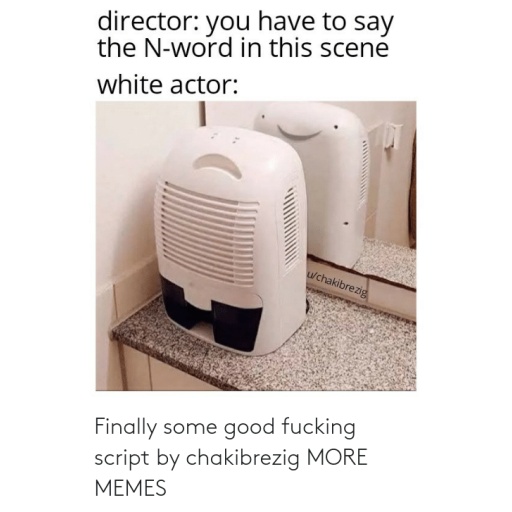 director: you have to say
the N-word in this scene
white actor:
u/chakibrezig
Finally some good fucking
script by chakibrezig MORE
MEMES